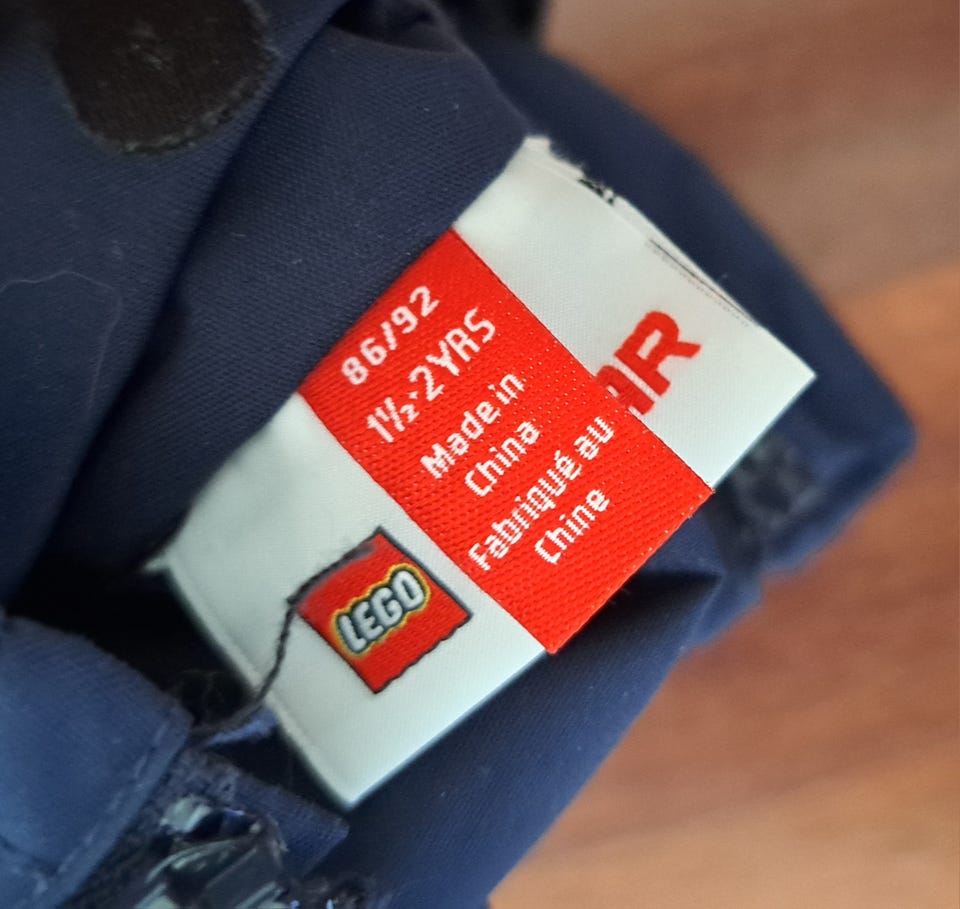 86/92
1½-2YRS
Made in
China
Fabriqué au
Chine
LEGO